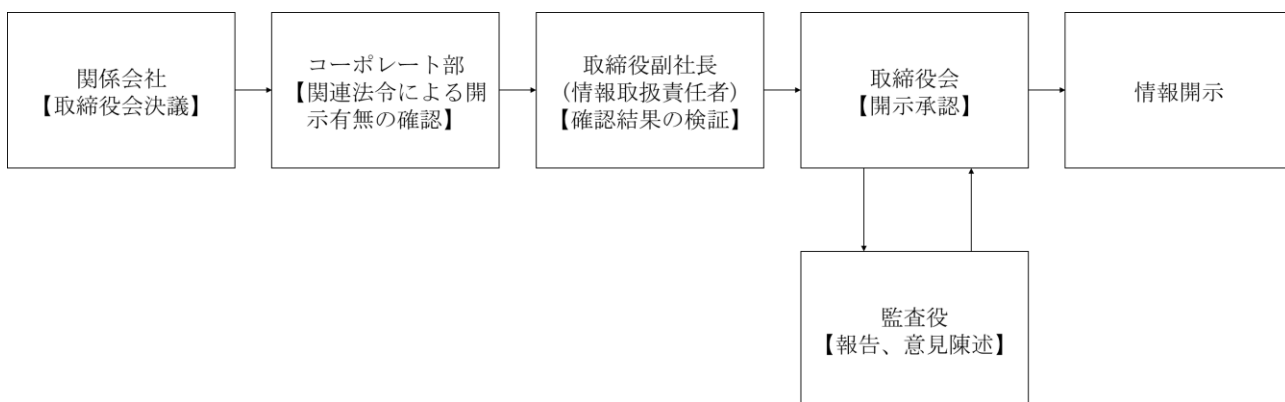 関係会社
【取締役会決議】
コーポレート部
【関連法令による開
示有無の確認】
取締役副社長
（情報取扱責任者）
【確認結果の検証】
取締役会
【開示承認】
情報開示
監査役
【報告、意見陳述】